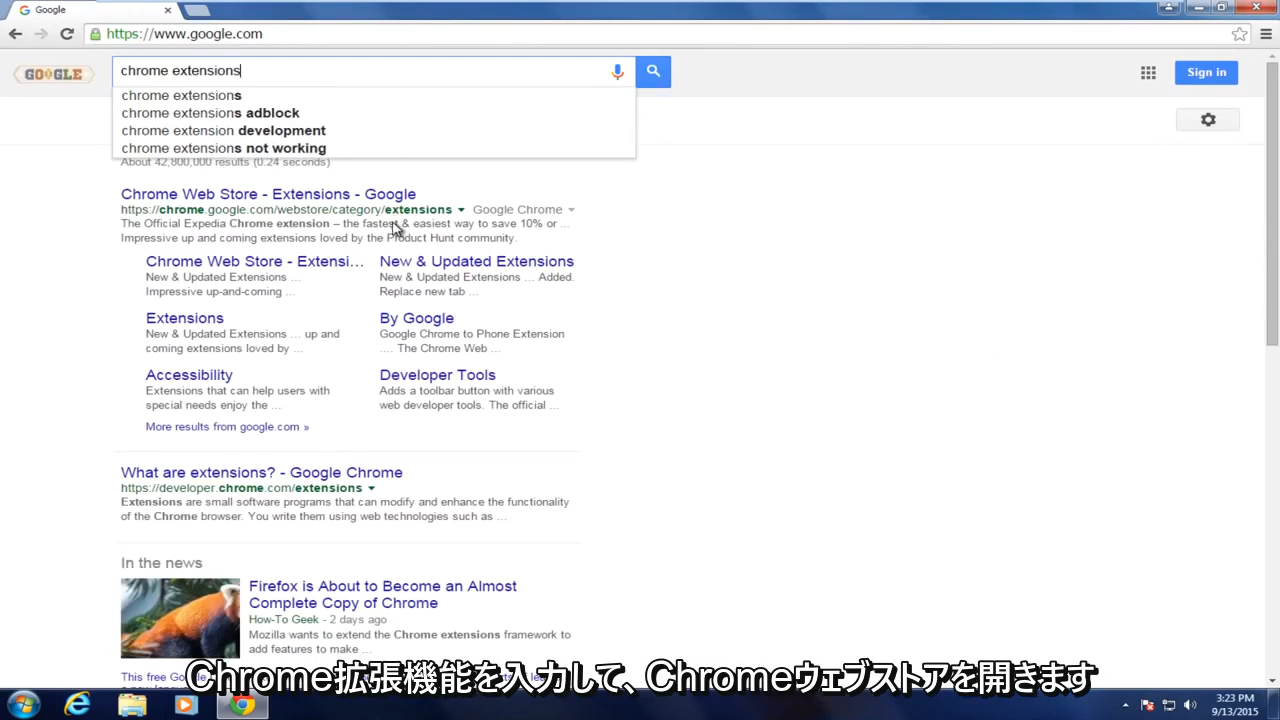 Google
https://www.google.com
GOOGLE
chrome extensions
Sign in
chrome extensions
chrome extensions adblock
chrome extension development
chrome extensions not working
About 42,800,000 results (0.24 seconds)
Chrome Web Store - Extensions - Google
https://chrome.google.com/webstore/category/extensions Google Chrome
The Official Expedia Chrome extension – the fastest & easiest way to save 10% or ...
Impressive up and coming extensions loved by the Product Hunt community.
Chrome Web Store - Extensi...
New & Updated Extensions ...
Impressive up-and-coming ...
New & Updated Extensions
New & Updated Extensions ... Added.
Replace new tab ...
Extensions
New & Updated Extensions ... up and
coming extensions loved by ...
By Google
Google Chrome to Phone Extension
.... The Chrome Web ...
Accessibility
Extensions that can help users with
special needs enjoy the ...
Developer Tools
Adds a toolbar button with various
web developer tools. The official ...
More results from google.com »
What are extensions? - Google Chrome
https://developer.chrome.com/extensions
Extensions are small software programs that can modify and enhance the functionality
of the Chrome browser. You write them using web technologies such as ...
In the news
Firefox is About to Become an Almost
Complete Copy of Chrome
How-To Geek - 2 days ago
Mozilla wants to extend the Chrome extensions framework to
add features to make ...
This free Goo
Chrome拡張機能を入力して、Chromeウェブストアを開きます
3:23 PM
9/13/2015